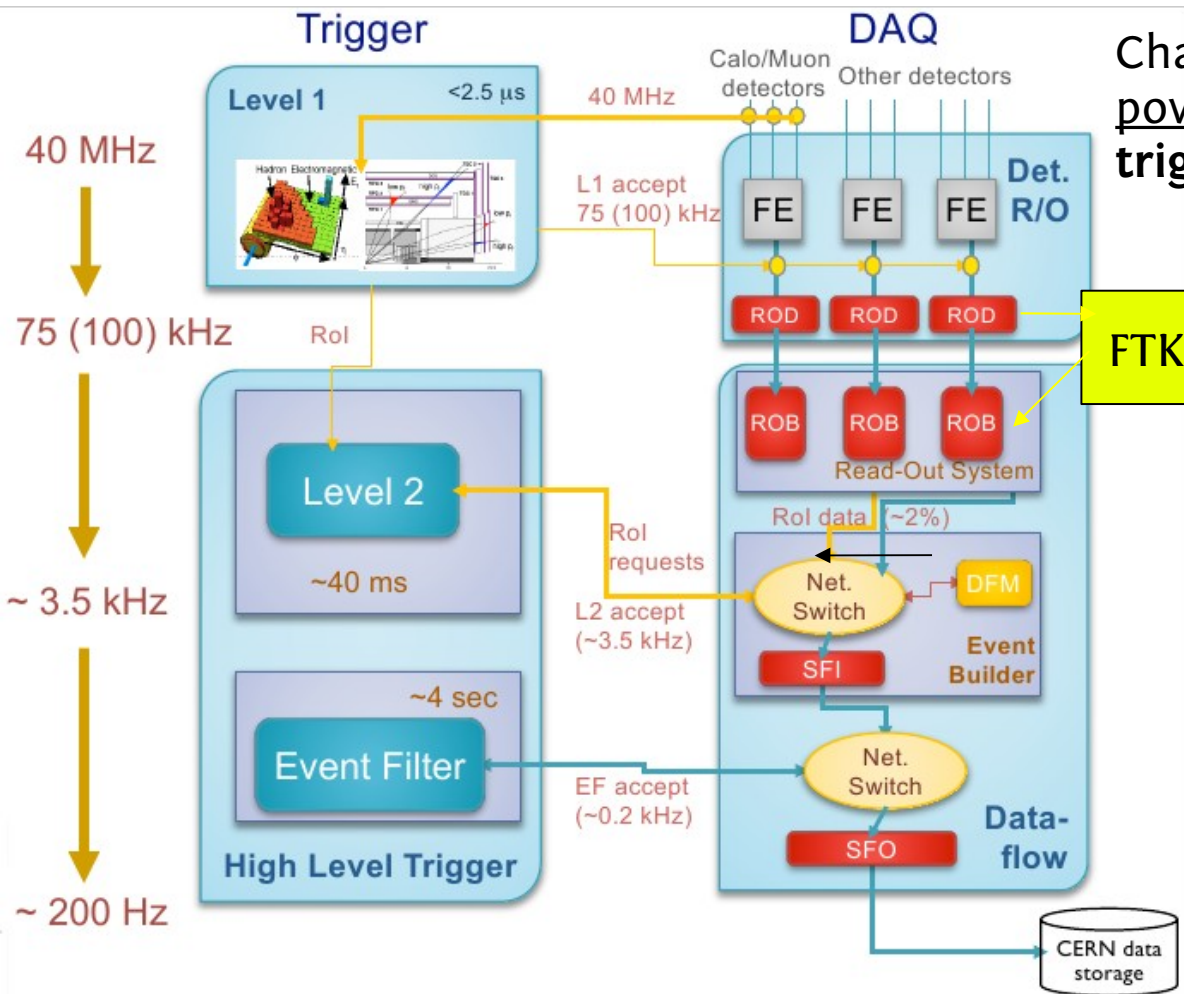 Trigger
DAQ
Level 1
<2.5 µs
40 MHz
Calo/Muon
detectors
Other detectors
40 MHz
75 (100) kHz
~ 3.5 kHz
~ 200 Hz
Hadron Electromagnetic
L1 accept
75 (100) kHz
FE
FE
FE
Det.
R/O
ROD
ROD
ROD
FTK
RoI
ROB
ROB
ROB
Read-Out System
RoI data (~2%)
Level 2
~40 ms
RoI
requests
L2 accept
(~3.5 kHz)
Net.
Switch
DFM
Event
Builder
SFI
~4 sec
Event Filter
High Level Trigger
EF accept
(~0.2 kHz)
Net.
Switch
SFO
Data-
flow
CERN data
storage